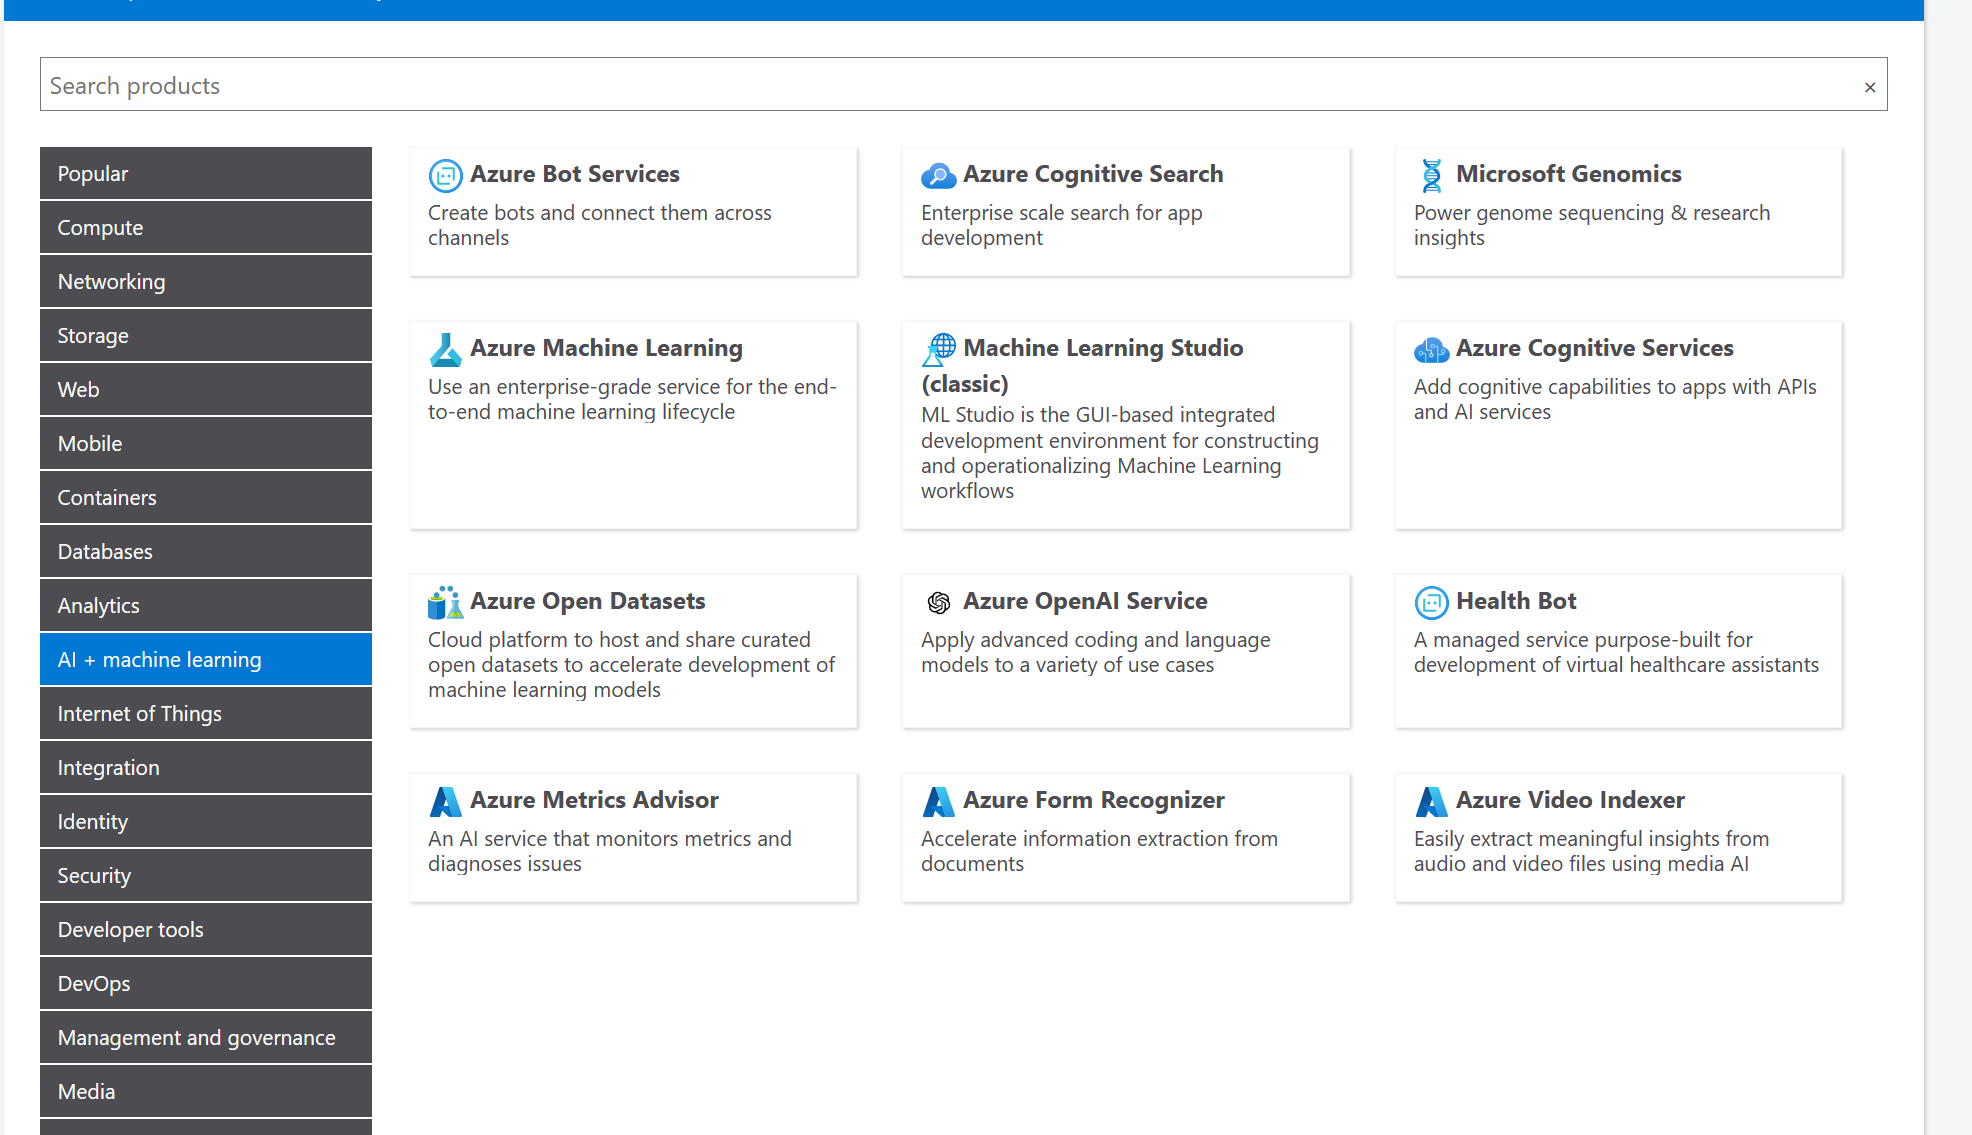 Search products
×
Popular
Compute
Networking
Storage
Web
Mobile
Containers
Databases
Analytics
AI + machine learning
Internet of Things
Integration
Identity
Security
Developer tools
DevOps
Management and governance
Media
Azure Bot Services
Create bots and connect them across
channels
Azure Cognitive Search
Enterprise scale search for app
development
Microsoft Genomics
Power genome sequencing & research
insights
Azure Machine Learning
Use an enterprise-grade service for the end-
to-end machine learning lifecycle
Machine Learning Studio
(classic)
ML Studio is the GUI-based integrated
development environment for constructing
and operationalizing Machine Learning
workflows
Azure Cognitive Services
Add cognitive capabilities to apps with APIs
and AI services
Azure Open Datasets
Cloud platform to host and share curated
open datasets to accelerate development of
machine learning models
Azure OpenAI Service
Apply advanced coding and language
models to a variety of use cases
Health Bot
A managed service purpose-built for
development of virtual healthcare assistants
Azure Metrics Advisor
An AI service that monitors metrics and
diagnoses issues
Azure Form Recognizer
Accelerate information extraction from
documents
Azure Video Indexer
Easily extract meaningful insights from
audio and video files using media AI